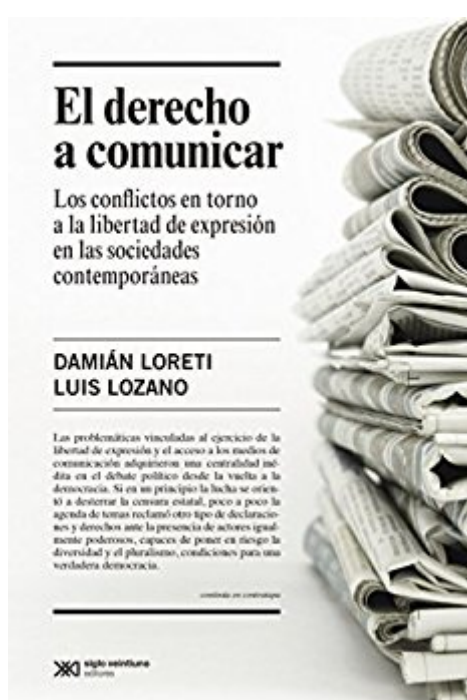 El derecho
a comunicar
Los conflictos en torno
a la libertad de expresión
en las sociedades
contemporáneas
DAMIÁN LORETI
LUIS LOZANO
Las problemáticas vinculadas al ejercicio de la
libertad de expresión y el acceso a los medios de
comunicación adquirieron una centralidad iné-
dita en el debate político desde la vuelta a la
democracia. Si en un principio la lucha se orien-
tó a desterrar la censura estatal, poco a poco la
agenda de temas reclamó otro tipo de declaracio-
nes y derechos ante la presencia de actores igual-
mente poderosos, capaces de poner en riesgo la
diversidad y el pluralismo, condiciones para una
verdadera democracia.
continúa en contratapa
siglo veintiuno
editores